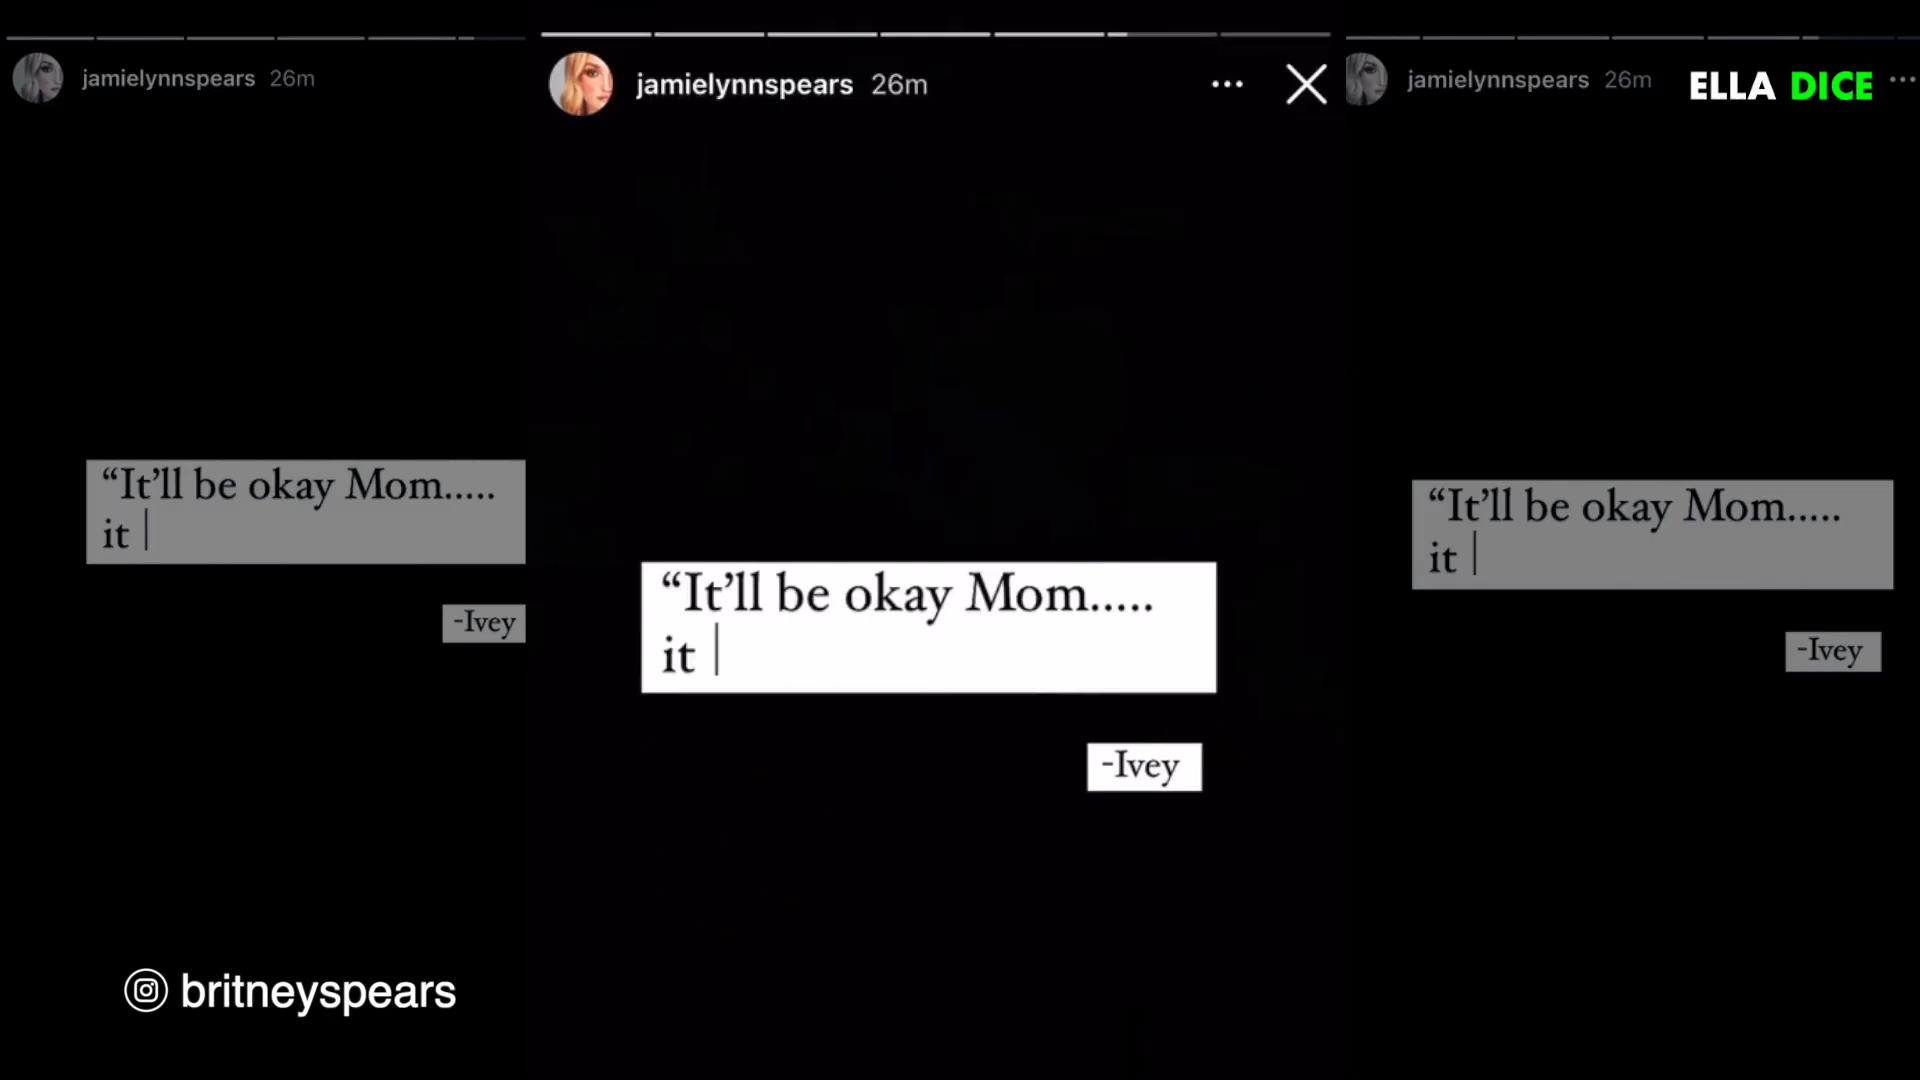 jamielynnspears 26m
jamielynnspears 26m
jamielynnspears 26m
ELLA DICE
“It’ll be okay Mom.....
it
-Ivey
“It’ll be okay Mom.....
it
-Ivey
“It’ll be okay Mom.....
it
-Ivey
britneyspears